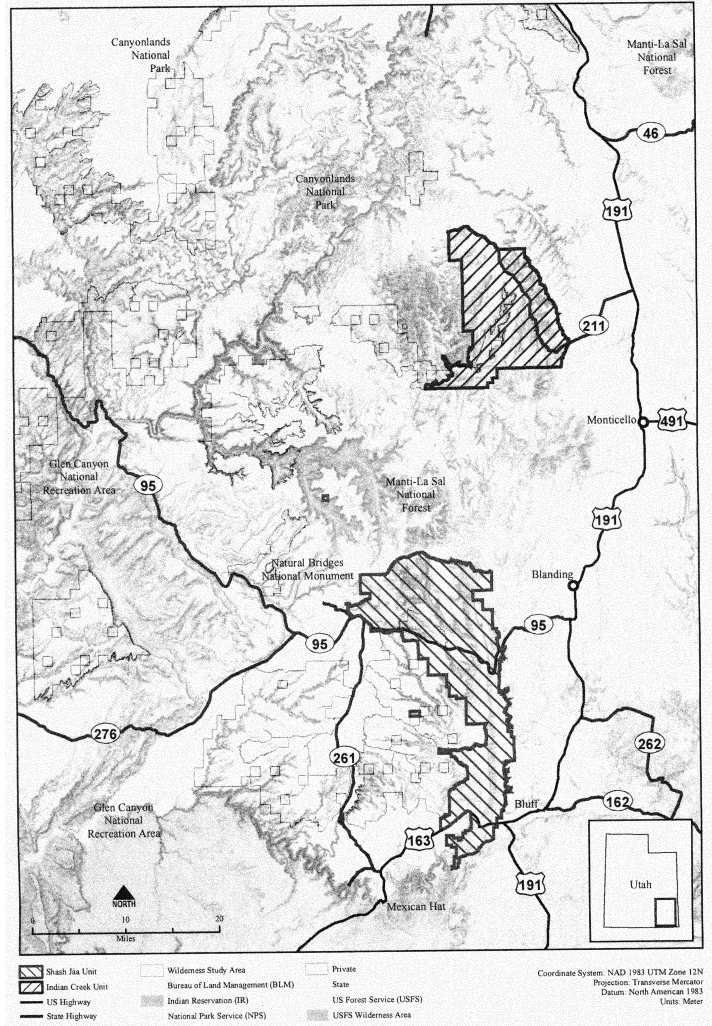 Canyonlands
National
Park
Manti-La Sal
National
Forest
46
Canyonlands
National
Park
191
211
Monticello
491
Glen Canyon
National
Recreation Area
95
Manti-La Sal
National
Forest
191
Natural Bridges
National Monument
Blanding
95
95
276
261
262
Glen Canyon
National
Recreation Area
Bluff
162
163
191
Utah
Mexican Hat
NORTH
0 10 20
Miles
Shash Jáa Unit
Indian Creek Unit
US Highway
State Highway
Wilderness Study Area
Bureau of Land Management (BLM)
Indian Reservation (IR)
National Park Service (NPS)
Private
State
US Forest Service (USFS)
USFS Wilderness Area
Coordinate System: NAD 1983 UTM Zone 12N
Projection: Transverse Mercator
Datum: North American 1983
Units: Meter